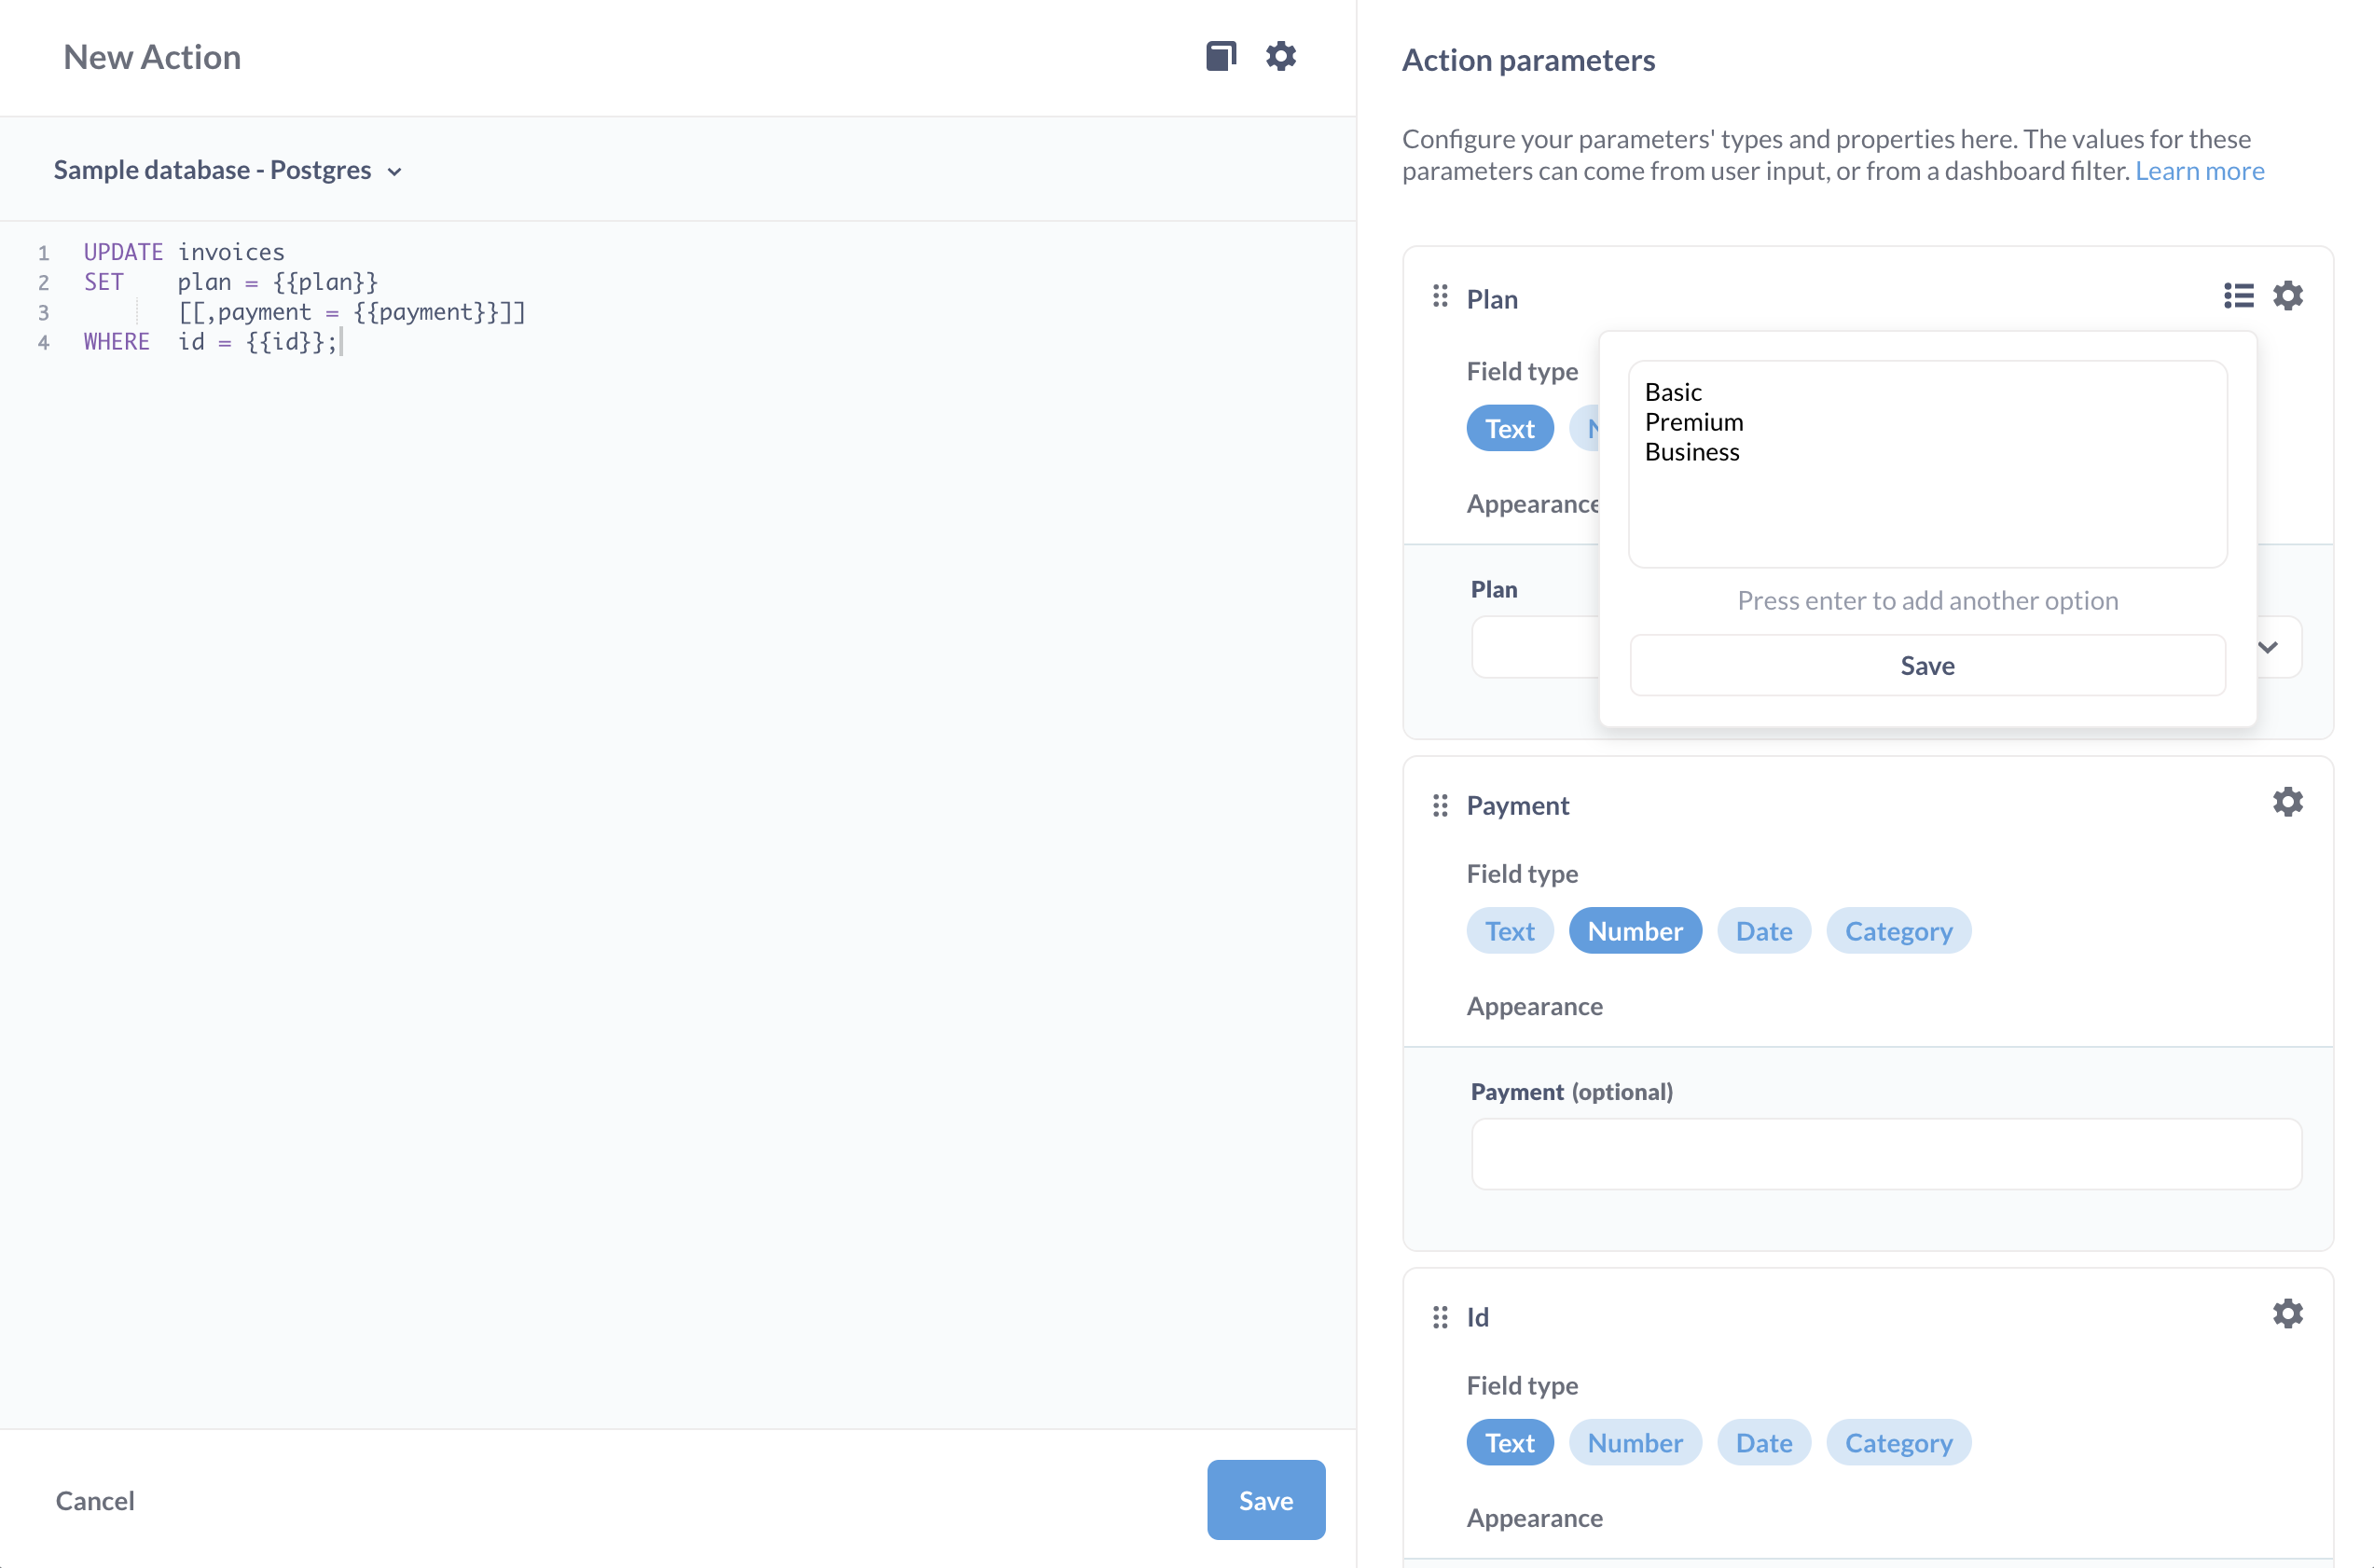 New Action
Sample database - Postgres
1 UPDATE invoices
2 SET    plan = {{plan}}
3        [[,payment = {{payment}}]]
4 WHERE  id = {{id}};
Cancel
Save
Action parameters
Configure your parameters' types and properties here. The values for these
parameters can come from user input, or from a dashboard filter. Learn more
Plan
Field type
Text
Appearance
Plan
Basic
Premium
Business
Press enter to add another option
Save
Payment
Field type
Text Number Date Category
Appearance
Payment (optional)
Id
Field type
Text Number Date Category
Appearance